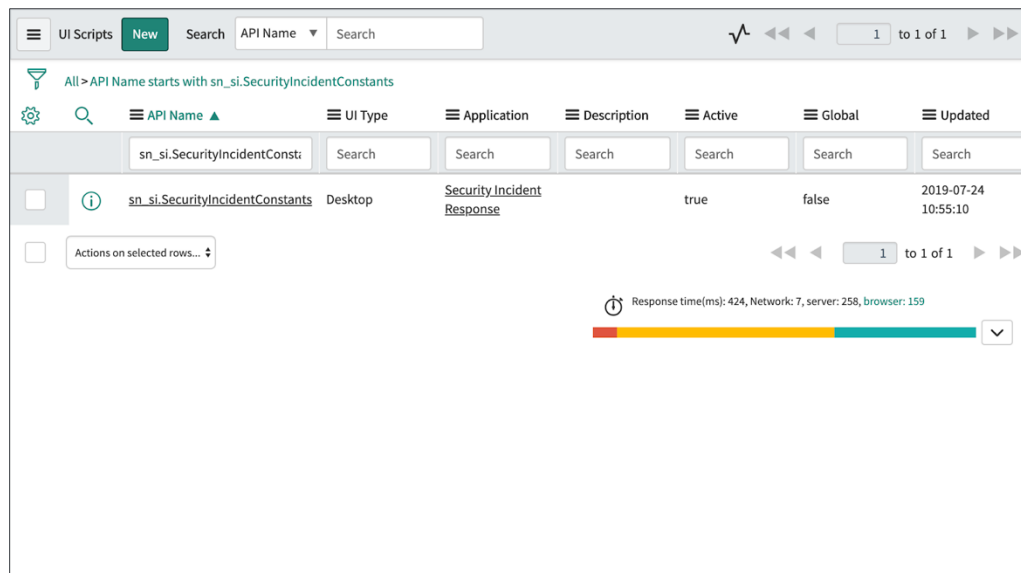 UI Scripts New Search API Name Search 1 to 1 of 1
All > API Name starts with sn_si.SecurityIncidentConstants
API Name UI Type Application Description Active Global Updated
sn_si.SecurityIncidentConsta Search Search Search Search Search Search
sn_si.SecurityIncidentConstants Desktop Security Incident Response true false 2019-07-24 10:55:10
Actions on selected rows... 1 to 1 of 1
Response time(ms): 424, Network: 7, server: 258, browser: 159